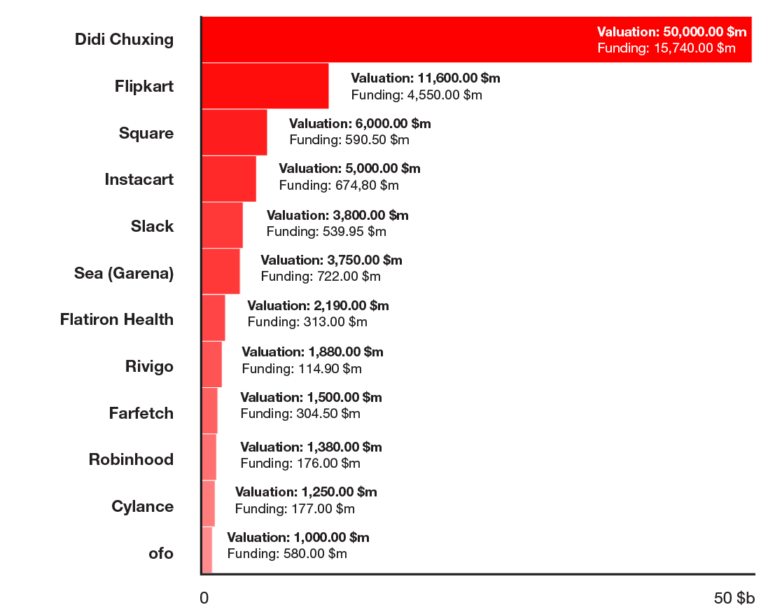 Didi Chuxing
Valuation: 50,000.00 $m
Funding: 15,740.00 $m
Flipkart
Valuation: 11,600.00 $m
Funding: 4,550.00 $m
Square
Valuation: 6,000.00 $m
Funding: 590.50 $m
Instacart
Valuation: 5,000.00 $m
Funding: 674,80 $m
Slack
Valuation: 3,800.00 $m
Funding: 539.95 $m
Sea (Garena)
Valuation: 3,750.00 $m
Funding: 722.00 $m
Flatiron Health
Valuation: 2,190.00 $m
Funding: 313.00 $m
Rivigo
Valuation: 1,880.00 $m
Funding: 114.90 $m
Farfetch
Valuation: 1,500.00 $m
Funding: 304.50 $m
Robinhood
Valuation: 1,380.00 $m
Funding: 176.00 $m
Cylance
Valuation: 1,250.00 $m
Funding: 177.00 $m
ofo
Valuation: 1,000.00 $m
Funding: 580.00 $m
0
50 $b